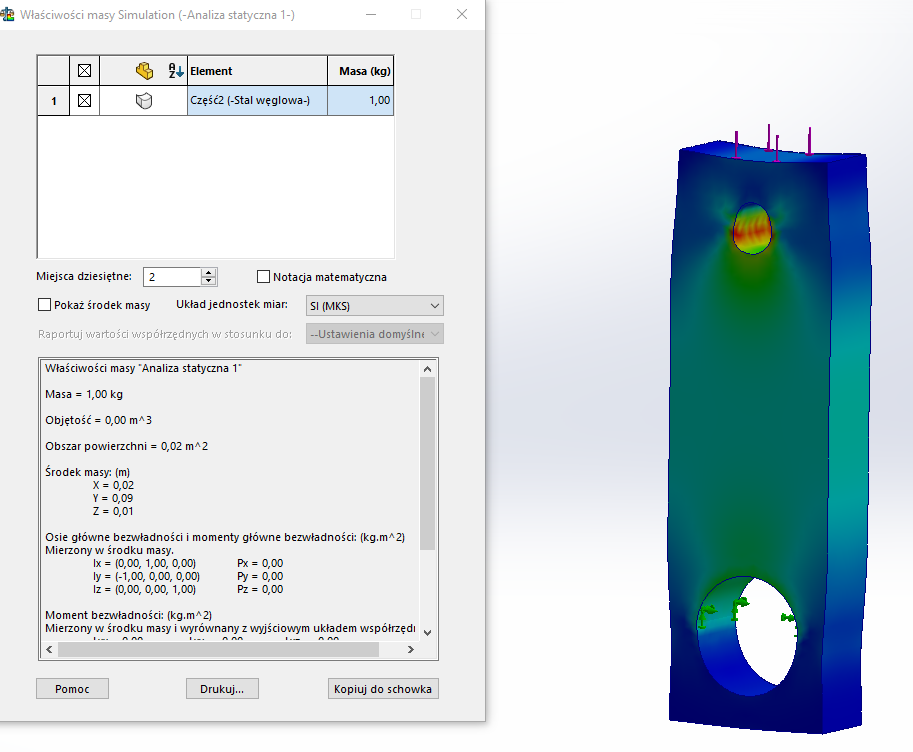 Właściwości masy Simulation (-Analiza statyczna 1-)
Element Masa (kg)
1 Część2 (-Stal węglowa-) 1,00
Miejsca dziesiętne: 2 Notacja matematyczna
Pokaż środek masy Układ jednostek miar: SI (MKS)
Raportuj wartości współrzędnych w stosunku do: --Ustawienia domyślne
Właściwości masy "Analiza statyczna 1"
Masa = 1,00 kg
Objętość = 0,00 m^3
Obszar powierzchni = 0,02 m^2
Środek masy: (m)
X = 0,02
Y = 0,09
Z = 0,01
Osie główne bezwładności i momenty główne bezwładności: (kg.m^2)
Mierzony w środku masy.
Ix = (0,00, 1,00, 0,00) Px = 0,00
Iy = (-1,00, 0,00, 0,00) Py = 0,00
Iz = (0,00, 0,00, 1,00) Pz = 0,00
Moment bezwładności: (kg.m^2)
Mierzony w środku masy i wyrównany z wyjściowym układem
Pomoc Drukuj... Kopiuj do schowka